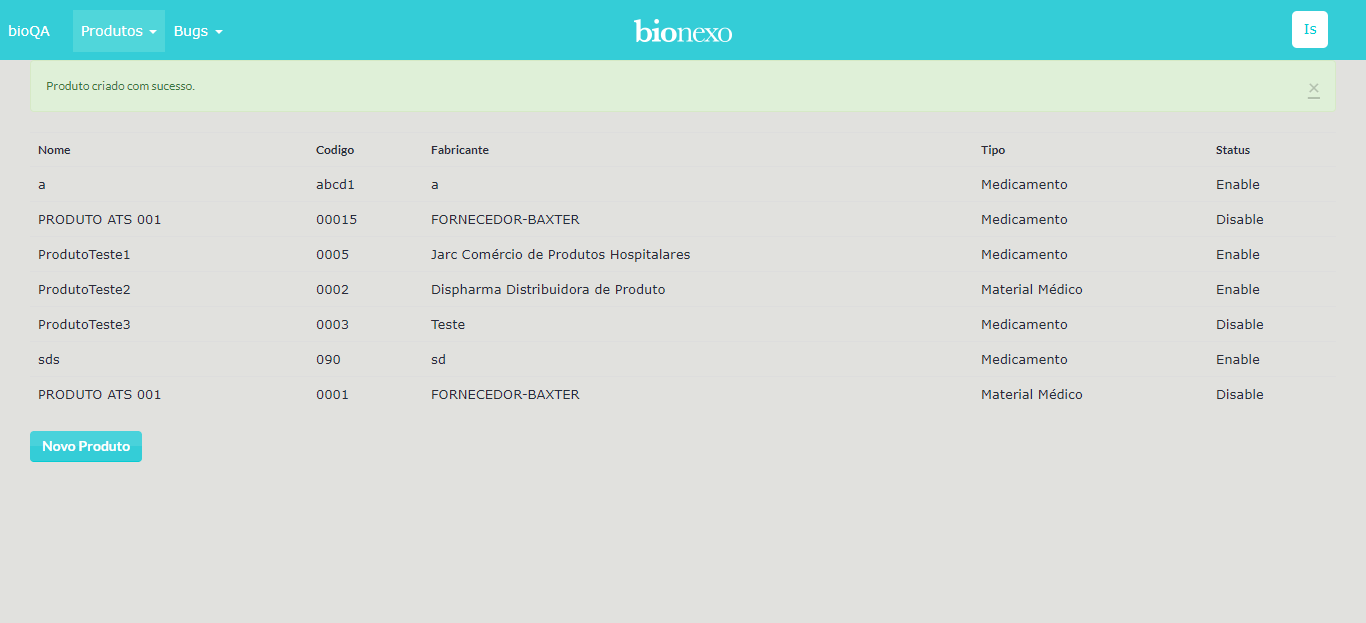 bioQA Produtos Bugs bionexo Is
Produto criado com sucesso. ×
Nome Codigo Fabricante Tipo Status
a abcd1 a Medicamento Enable
PRODUTO ATS 001 00015 FORNECEDOR-BAXTER Medicamento Disable
ProdutoTeste1 0005 Jarc Comércio de Produtos Hospitalares Medicamento Enable
ProdutoTeste2 0002 Dispharma Distribuidora de Produto Material Médico Enable
ProdutoTeste3 0003 Teste Medicamento Disable
sds 090 sd Medicamento Enable
PRODUTO ATS 001 0001 FORNECEDOR-BAXTER Material Médico Disable
Novo Produto